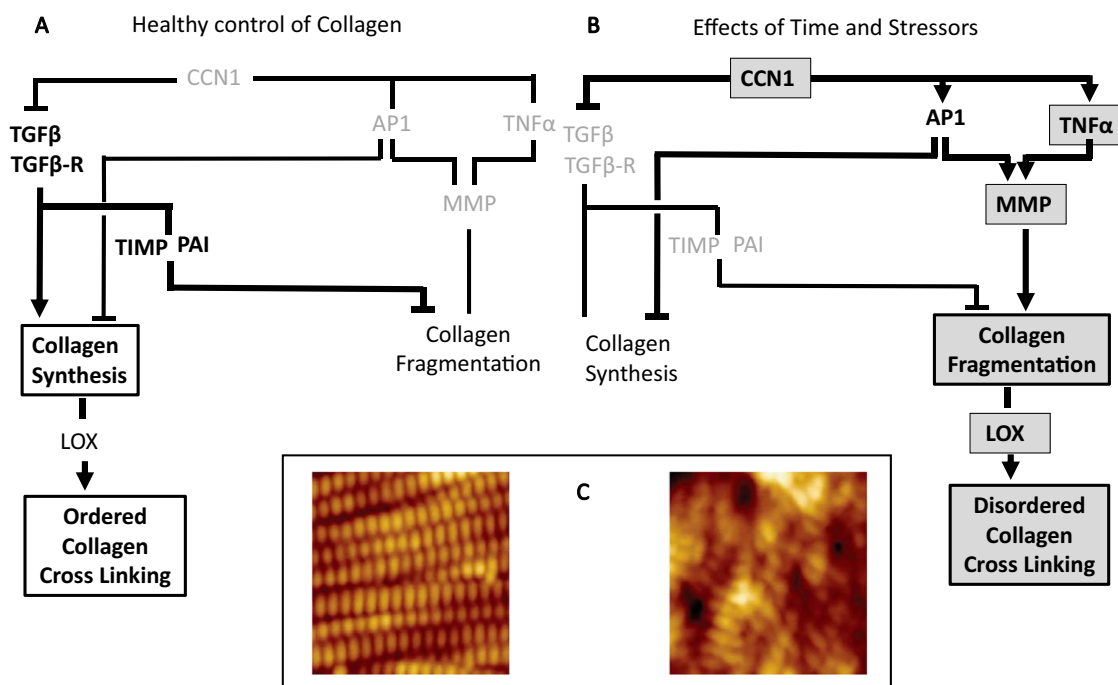 A
Healthy control of Collagen
CCN1
TGFβ
TGFβ-R
AP1
TNFα
MMP
TIMP PAI
Collagen
Synthesis
Collagen
Fragmentation
LOX
Ordered
Collagen
Cross Linking
B
Effects of Time and Stressors
CCN1
TGFβ
TGFβ-R
AP1
TNFα
MMP
TIMP PAI
Collagen
Synthesis
Collagen
Fragmentation
LOX
Disordered
Collagen
Cross Linking
C